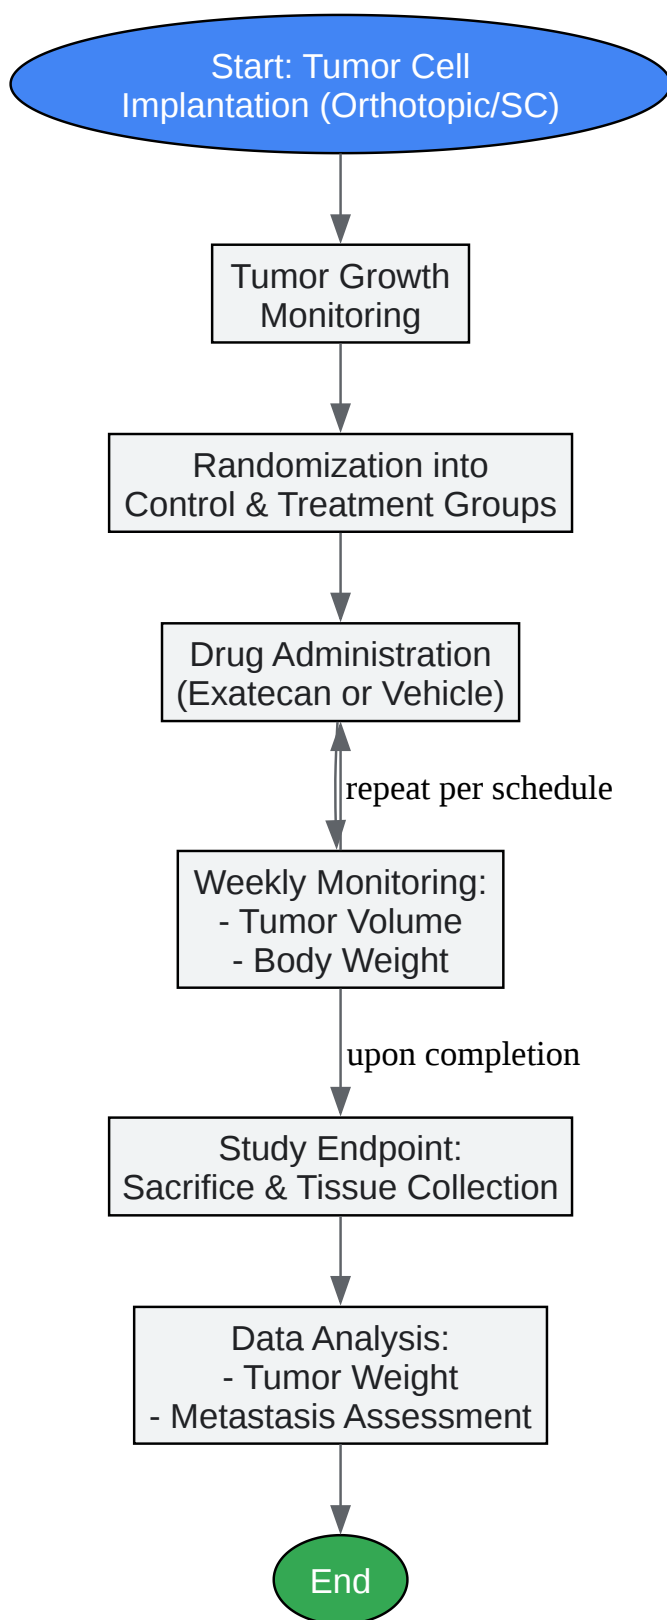 Start: Tumor Cell
Implantation (Orthotopic/SC)
Tumor Growth
Monitoring
Randomization into
Control & Treatment Groups
Drug Administration
(Exatecan or Vehicle)
repeat per schedule
Weekly Monitoring:
- Tumor Volume
- Body Weight
upon completion
Study Endpoint:
Sacrifice & Tissue Collection
Data Analysis:
- Tumor Weight
- Metastasis Assessment
End